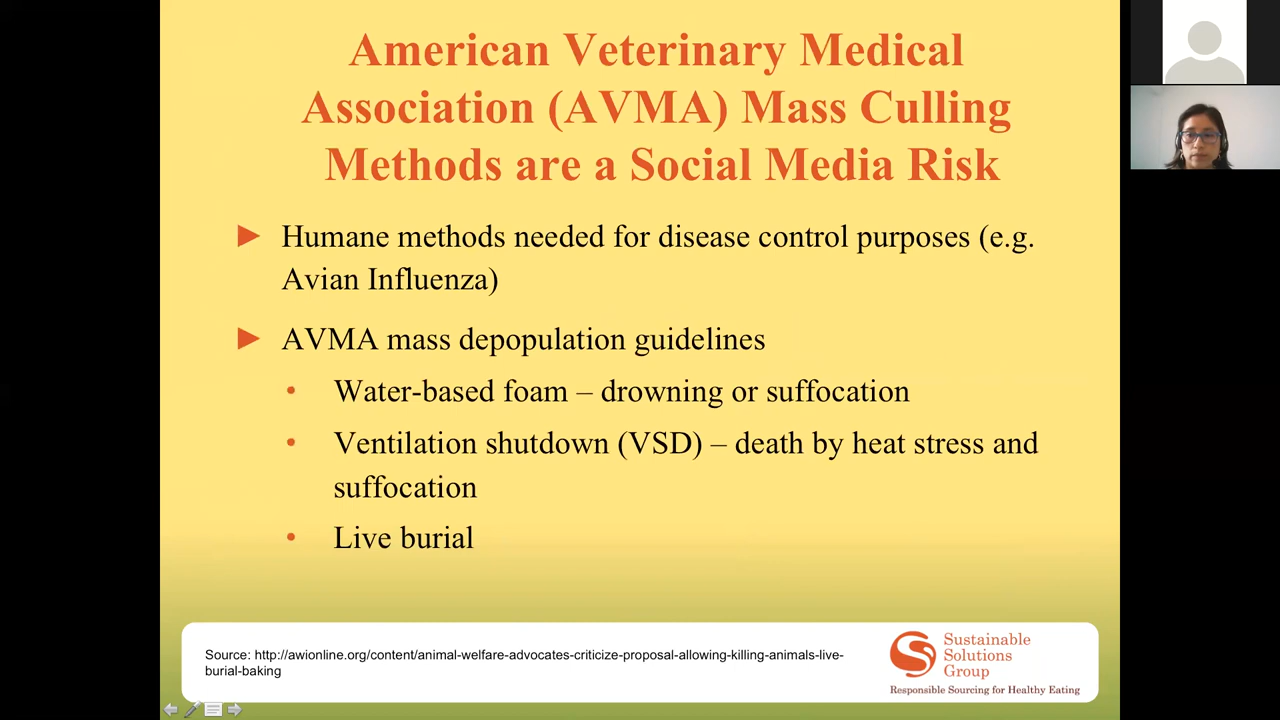 American Veterinary Medical
Association (AVMA) Mass Culling
Methods are a Social Media Risk
► Humane methods needed for disease control purposes (e.g.
Avian Influenza)
► AVMA mass depopulation guidelines
• Water-based foam – drowning or suffocation
• Ventilation shutdown (VSD) – death by heat stress and
suffocation
• Live burial
Source: http://awionline.org/content/animal-welfare-advocates-criticize-proposal-allowing-killing-animals-live-
burial-baking
Sustainable
Solutions
Group
Responsible Sourcing for Healthy Eating